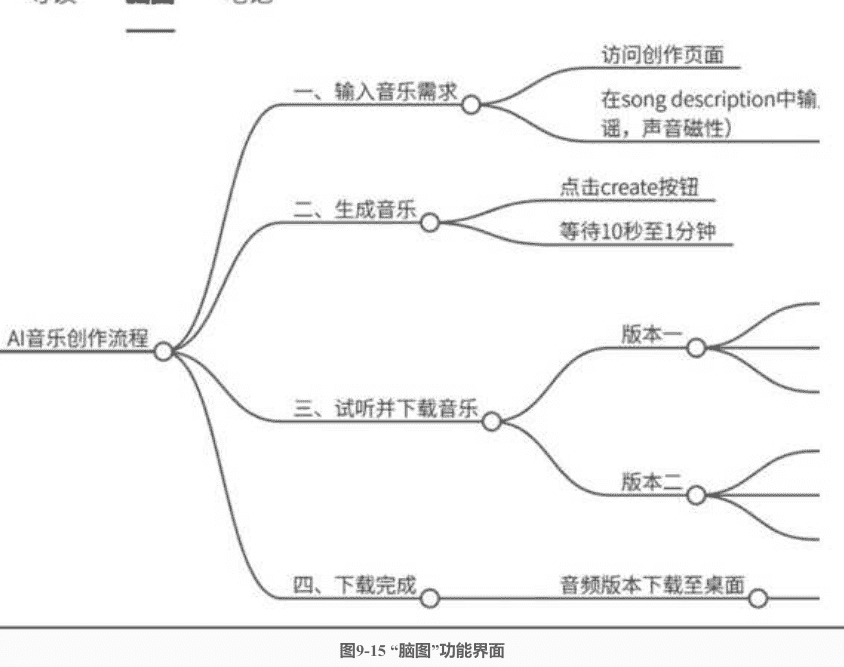 脑图
访问创作页面
一、输入音乐需求
在song description中输
谣，声音磁性）
点击create按钮
二、生成音乐
等待10秒至1分钟
AI音乐创作流程
版本一
三、试听并下载音乐
版本二
四、下载完成
音频版本下载至桌面
图9-15 “脑图”功能界面